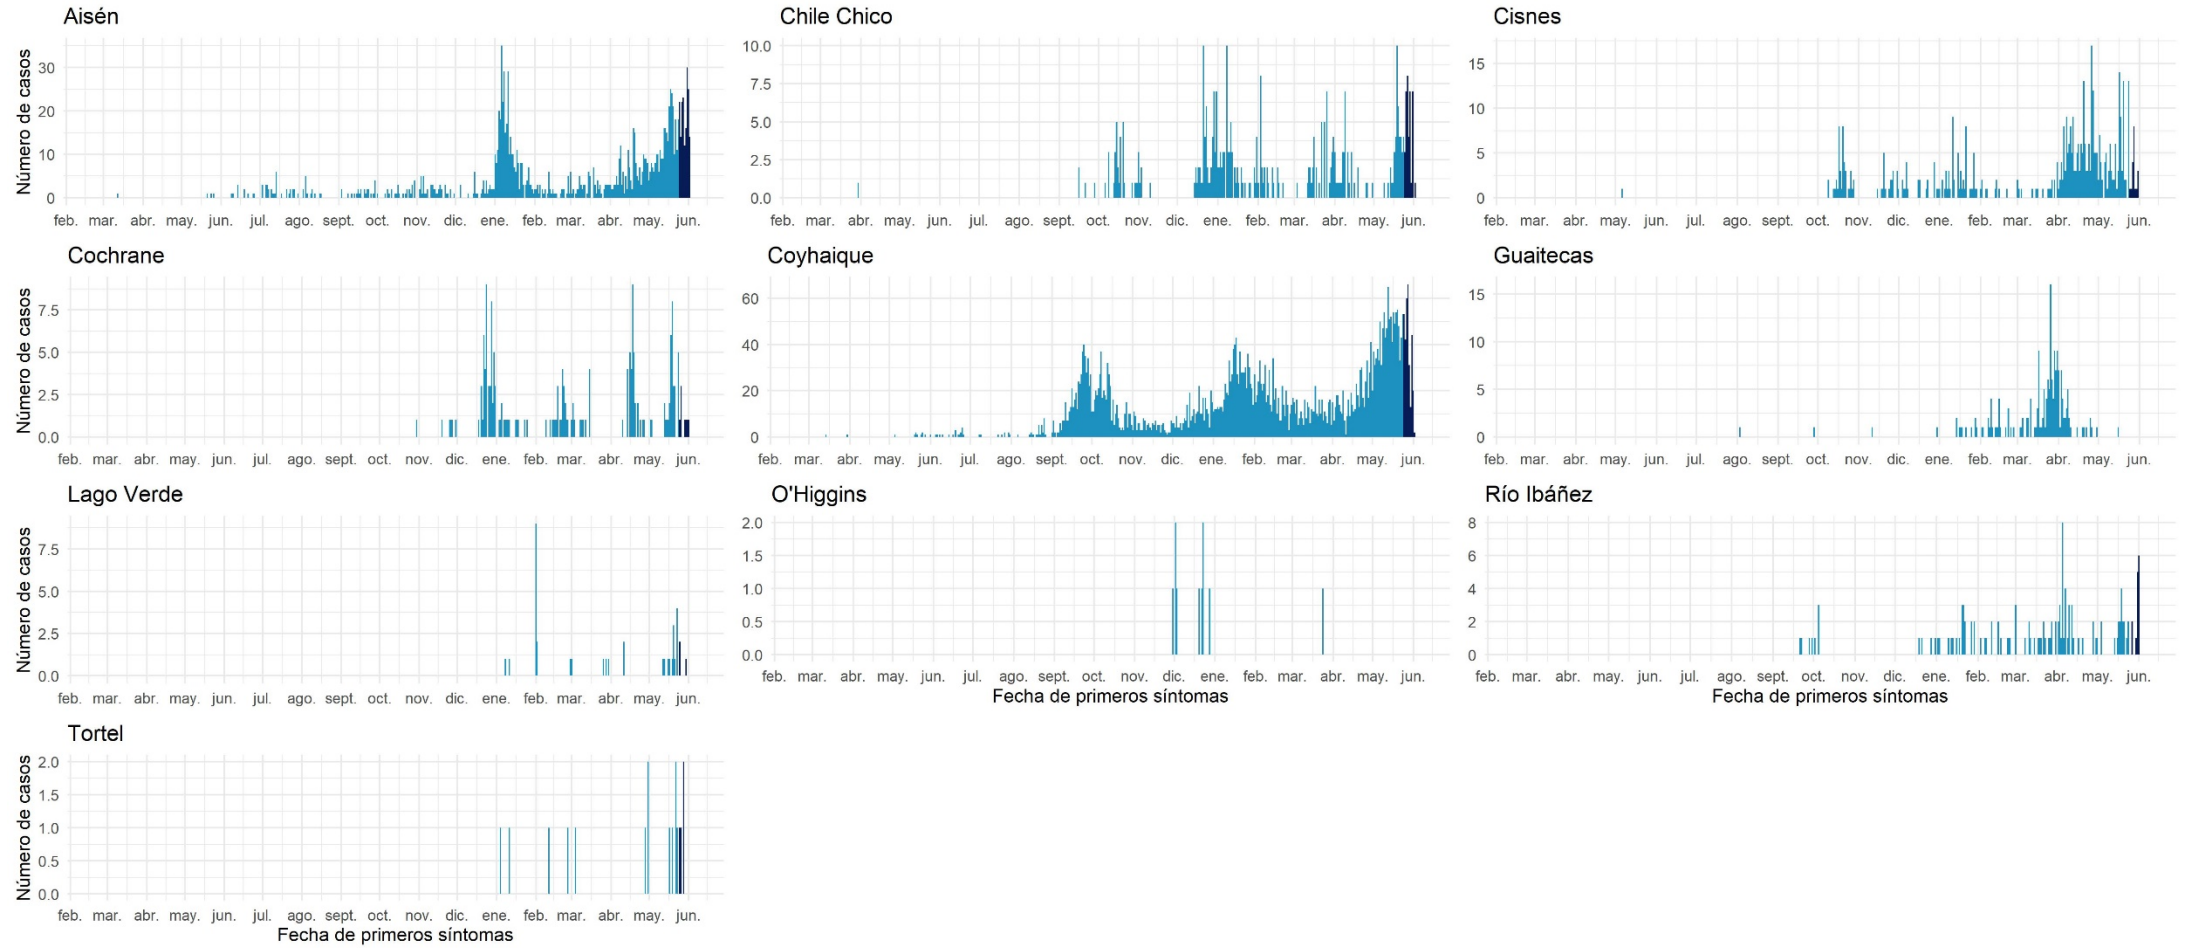 Aisén
Número de casos
30
20
10
0
feb. mar. abr. may. jun. jul. ago. sept. oct. nov. dic. ene. feb. mar. abr. may. jun.
Chile Chico
10.0
7.5
5.0
2.5
0.0
feb. mar. abr. may. jun. jul. ago. sept. oct. nov. dic. ene. feb. mar. abr. may. jun.
Cisnes
15
10
5
0
feb. mar. abr. may. jun. jul. ago. sept. oct. nov. dic. ene. feb. mar. abr. may. jun.
Cochrane
Número de casos
7.5
5.0
2.5
0.0
feb. mar. abr. may. jun. jul. ago. sept. oct. nov. dic. ene. feb. mar. abr. may. jun.
Coyhaique
60
40
20
0
feb. mar. abr. may. jun. jul. ago. sept. oct. nov. dic. ene. feb. mar. abr. may. jun.
Guaitecas
15
10
5
0
feb. mar. abr. may. jun. jul. ago. sept. oct. nov. dic. ene. feb. mar. abr. may. jun.
Lago Verde
Número de casos
7.5
5.0
2.5
0.0
feb. mar. abr. may. jun. jul. ago. sept. oct. nov. dic. ene. feb. mar. abr. may. jun.
O'Higgins
2.0
1.5
1.0
0.5
0.0
feb. mar. abr. may. jun. jul. ago. sept. oct. nov. dic. ene. feb. mar. abr. may. jun.
Fecha de primeros síntomas
Río Ibáñez
8
6
4
2
0
feb. mar. abr. may. jun. jul. ago. sept. oct. nov. dic. ene. feb. mar. abr. may. jun.
Fecha de primeros síntomas
Tortel
Número de casos
2.0
1.5
1.0
0.5
0.0
feb. mar. abr. may. jun. jul. ago. sept. oct. nov. dic. ene. feb. mar. abr. may. jun.
Fecha de primeros síntomas